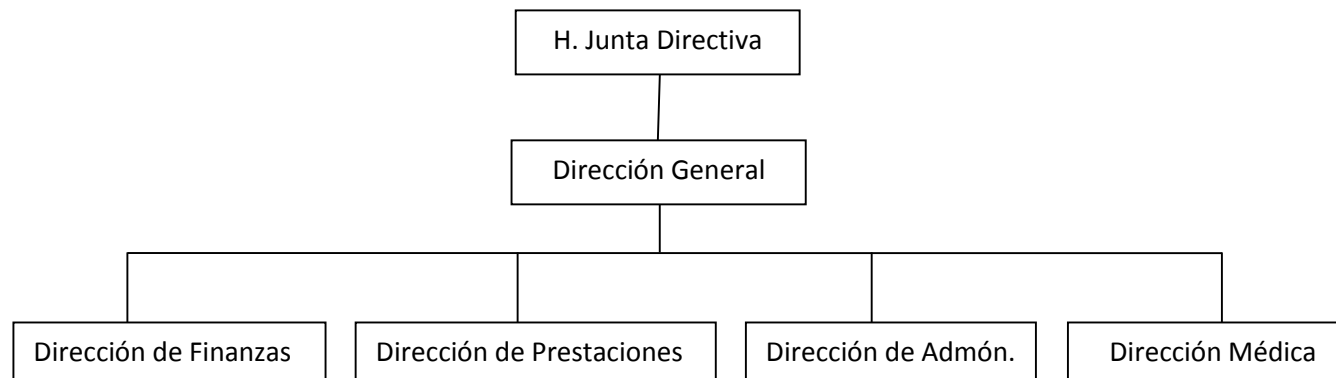 H. Junta Directiva
Dirección General
Dirección de Finanzas
Dirección de Prestaciones
Dirección de Admón.
Dirección Médica